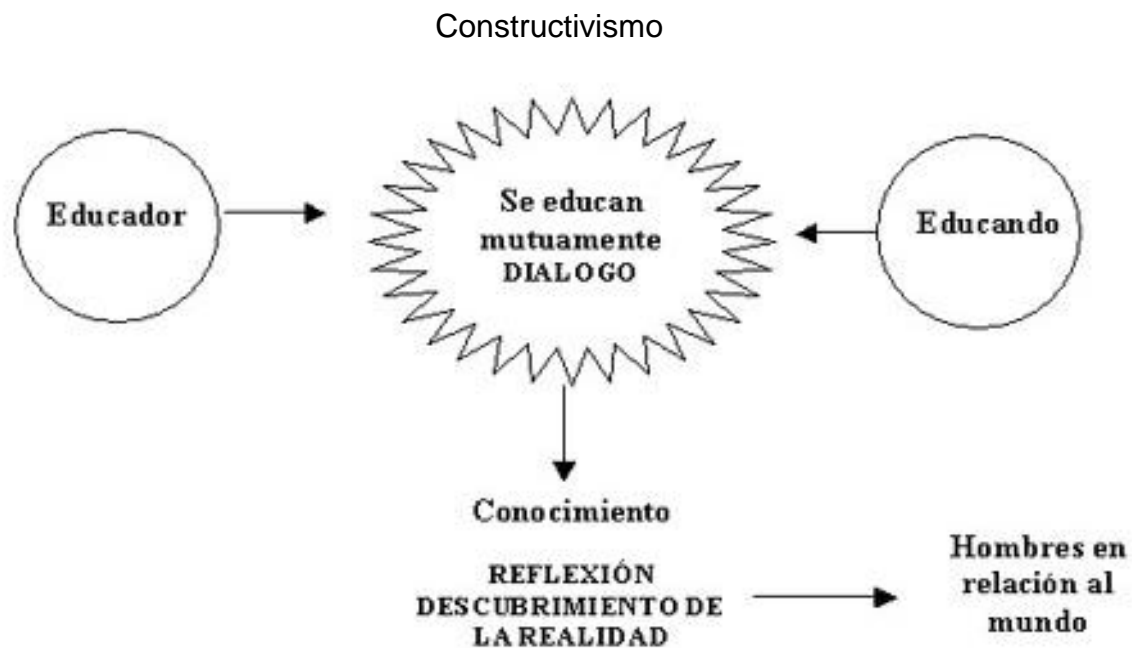 Constructivismo
Educador
Se educan
mutuamente
DIALOGO
Educando
Conocimiento
REFLEXIÓN
DESCUBRIMIENTO DE
LA REALIDAD
Hombres en
relación al
mundo